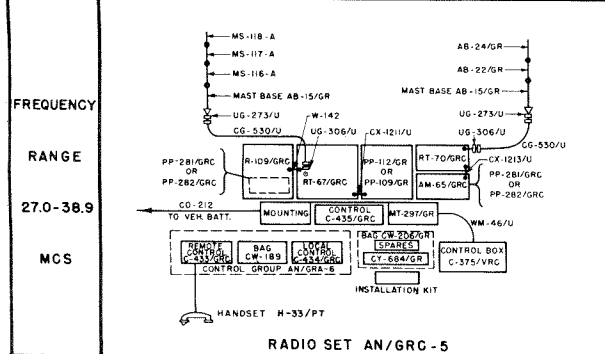 MS-118-A
MS-117-A
MS-116-A
MAST BASE AB-15/GR
UG-273/U
CG-530/U
W-142
UG-306/U
CX-1211/U
AB-24/GR
AB-22/GR
MAST BASE AB-15/GR
UG-273/U
UG-306/U
CG-530/U
CX-1213/U
FREQUENCY
RANGE
27.0-38.9
MCS
PP-281/GRC
OR
PP-282/GRC
R-109/GRC
RT-67/GRC
PP-112/GR
OR
PP-109/GR
RT-70/GRC
AM-65/GRC
PP-281/GRC
OR
PP-282/GRC
CO-212
TO VEH. BATT.
MOUNTING
CONTROL
C-435/GRC
MT-297/GR
WM-46/U
REMOTE
CONTROL
C-433/GRC
BAG
CW-189
LOCAL
CONTROL
C-434/GRC
CONTROL GROUP AN/GRA-6
BAG CW-206/GR
SPARES
CY-684/GR
INSTALLATION KIT
CONTROL BOX
C-375/VRC
HANDSET H-33/PT
RADIO SET AN/GRC-5